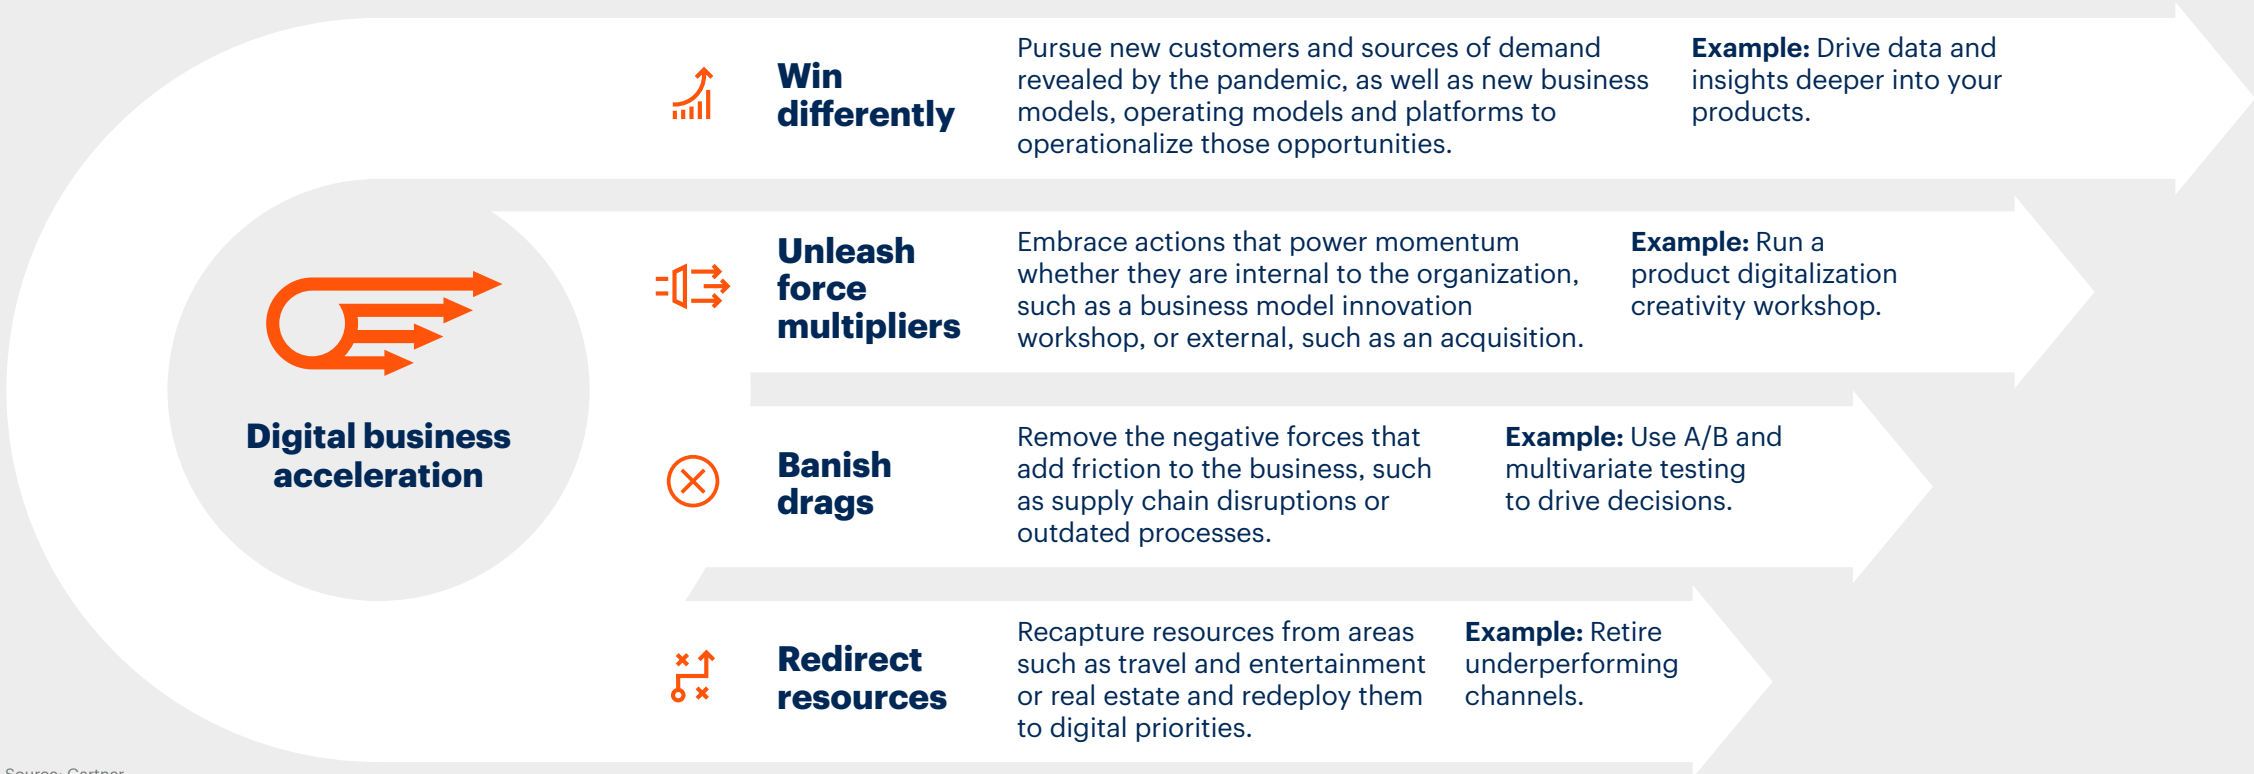 Win
differently
Pursue new customers and sources of demand
revealed by the pandemic, as well as new business
models, operating models and platforms to
operationalize those opportunities.
Example: Drive data and
insights deeper into your
products.
Unleash
force
multipliers
Embrace actions that power momentum
whether they are internal to the organization,
such as a business model innovation
workshop, or external, such as an acquisition.
Example: Run a
product digitalization
creativity workshop.
Digital business
acceleration
Banish
drags
Remove the negative forces that
add friction to the business, such
as supply chain disruptions or
outdated processes.
Example: Use A/B and
multivariate testing
to drive decisions.
Redirect
resources
Recapture resources from areas
such as travel and entertainment
or real estate and redeploy them
to digital priorities.
Example: Retire
underperforming
channels.
Source: Gartner